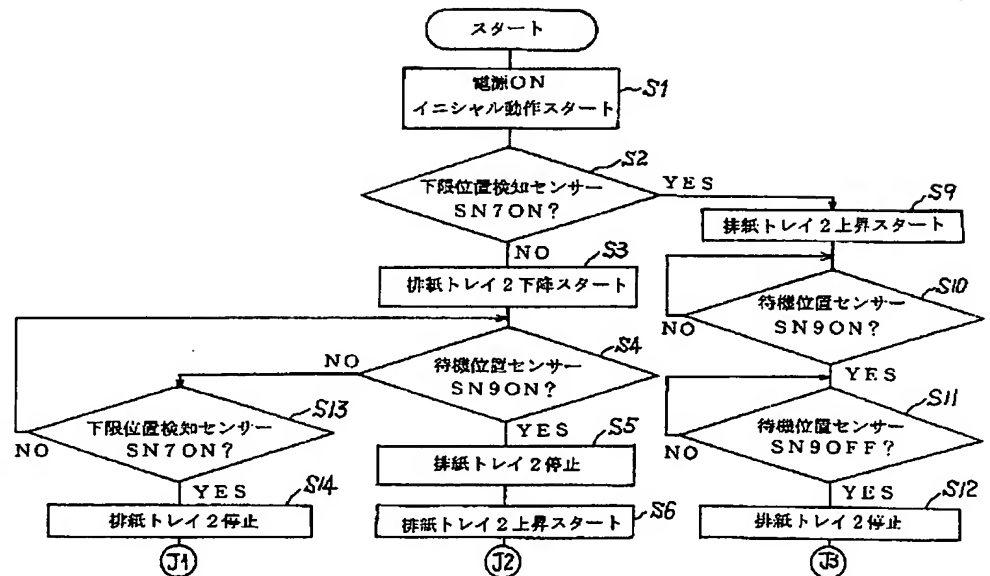 スタート
電源ON
イニシャル動作スタート
S1
下限位置検知センサー
SN7ON?
S2
YES
NO
排紙トレイ2上昇スタート
S9
排紙トレイ2下降スタート
S3
待機位置センサー
SN9ON?
S10
NO
YES
待機位置センサー
SN9ON?
S4
NO
YES
下限位置検知センサー
SN7ON?
S13
NO
YES
待機位置センサー
SN9OFF?
S11
NO
YES
排紙トレイ2停止
S5
排紙トレイ2停止
S14
排紙トレイ2上昇スタート
S6
排紙トレイ2停止
S12
J1
J2
J3